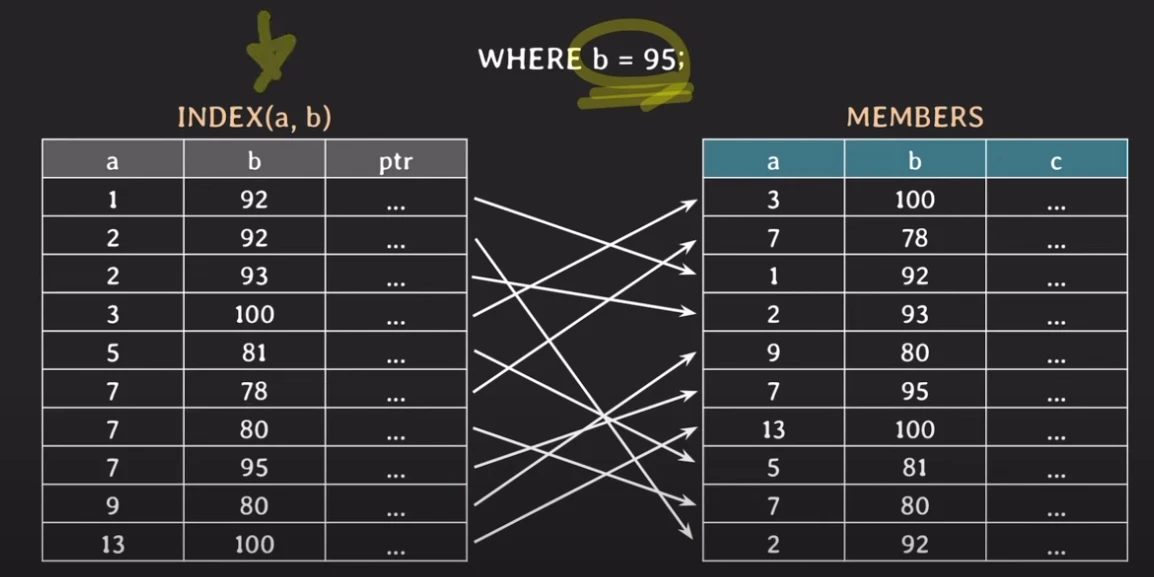 WHERE b = 95;
INDEX(a, b)
a b ptr
1 92 ...
2 92 ...
2 93 ...
3 100 ...
5 81 ...
7 78 ...
7 80 ...
7 95 ...
9 80 ...
13 100 ...
MEMBERS
a b c
3 100 ...
7 78 ...
1 92 ...
2 93 ...
9 80 ...
7 95 ...
13 100 ...
5 81 ...
7 80 ...
2 92 ...